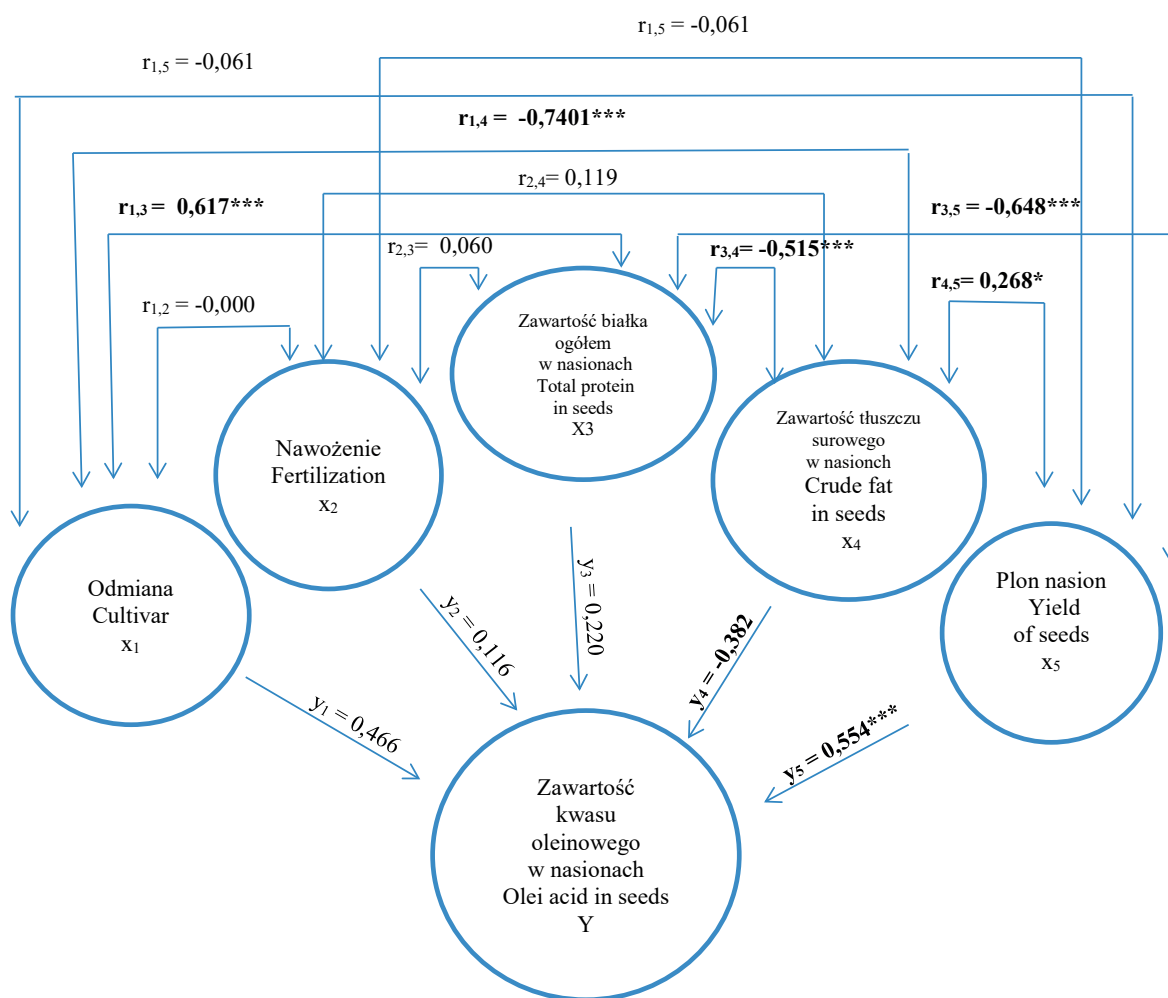 r1,5 = -0,061
r1,5 = -0,061
r1,4 = -0,7401***
r2,4= 0,119
r1,3 = 0,617***
r3,5= -0,648***
r2,3= 0,060
r3,4= -0,515***
r4,5= 0,268*
r1,2 = -0,000
Zawartość białka
ogółem
w nasionach
Total protein
in seeds
X3
Nawożenie
Fertilization
x2
Zawartość tłuszczu
surowego
w nasionch
Crude fat
in seeds
x4
Odmiana
Cultivar
x1
Plon nasion
Yield
of seeds
x5
y1 = 0,466
y2 = 0,116
y3 = 0,220
y4 = -0,382
y5 = 0,554***
Zawartość
kwasu
oleinowego
w nasionach
Olei acid in seeds
Y